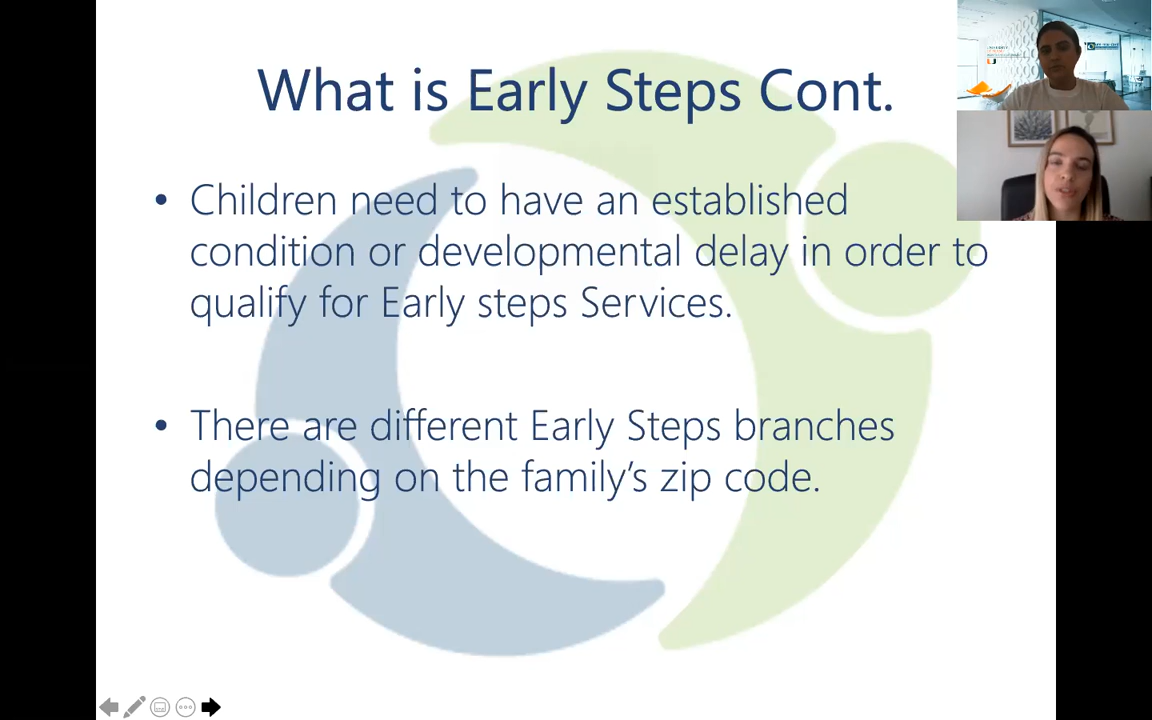 What is Early Steps Cont.
• Children need to have an established
condition or developmental delay in order to
qualify for Early steps Services.
• There are different Early Steps branches
depending on the family's zip code.